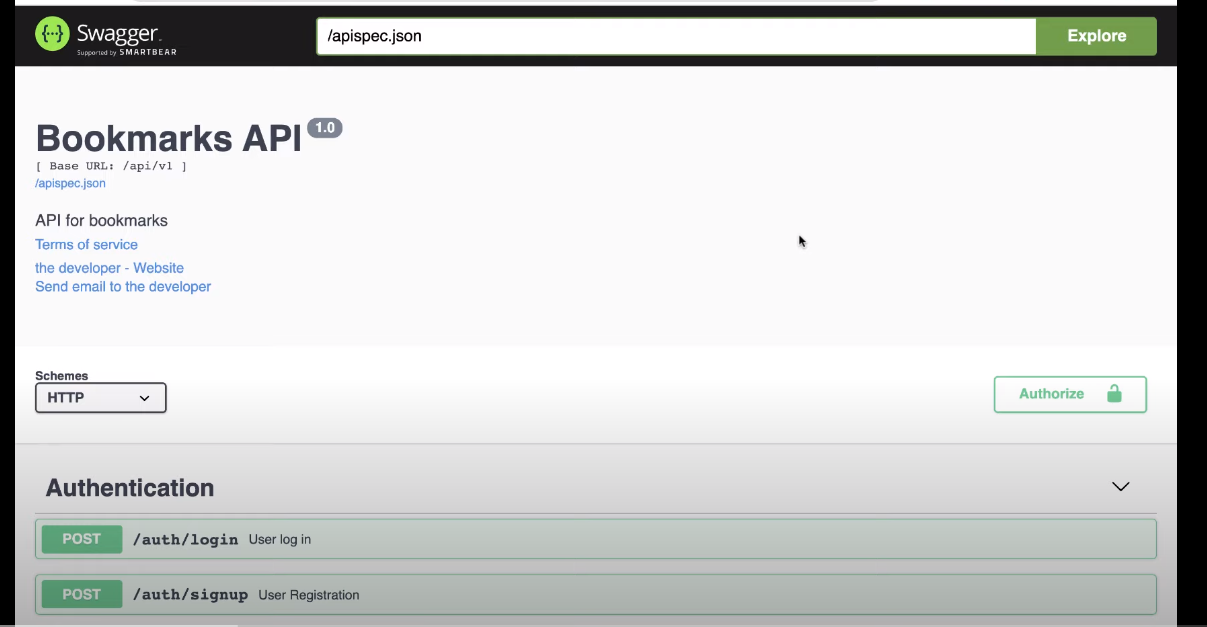 Swagger.
Supported by SMARTBEAR
/apispec.json
Explore
Bookmarks API 1.0
[ Base URL: /api/v1 ]
/apispec.json
API for bookmarks
Terms of service
the developer - Website
Send email to the developer
Schemes
HTTP
Authorize
Authentication
POST /auth/login User log in
POST /auth/signup User Registration